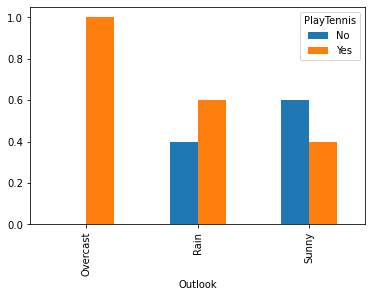 PlayTennis
No
Yes
1.0
0.8
0.6
0.4
0.2
0.0
Overcast
Rain
Sunny
Outlook